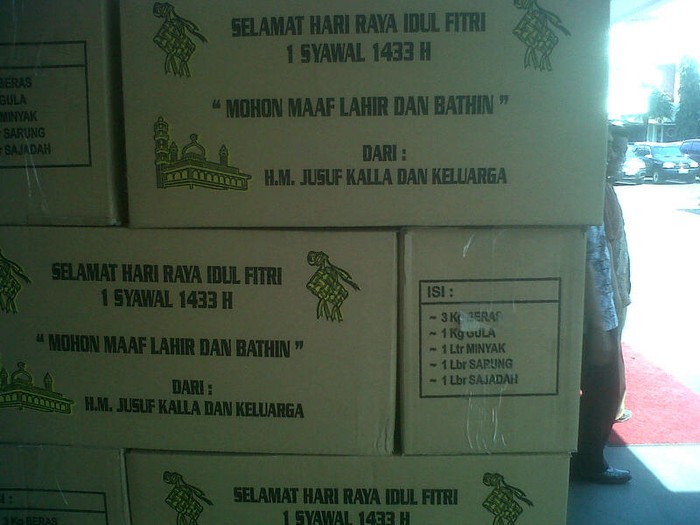 BERAS
GULA
MINYAK
SARUNG
SAJADAH
SELAMAT HARI RAYA IDUL FITRI
1 SYAWAL 1433 H
“ MOHON MAAF LAHIR DAN BATHIN ”
DARI :
H.M. JUSUF KALLA DAN KELUARGA
SELAMAT HARI RAYA IDUL FITRI
1 SYAWAL 1433 H
“ MOHON MAAF LAHIR DAN BATHIN ”
DARI :
H.M. JUSUF KALLA DAN KELUARGA
ISI :
~ 3 Kg BERAS
~ 1 Kg GULA
~ 1 Ltr MINYAK
~ 1 Lbr SARUNG
~ 1 Lbr SAJADAH
SELAMAT HARI RAYA IDUL FITRI
1 SYAWAL 1433 H